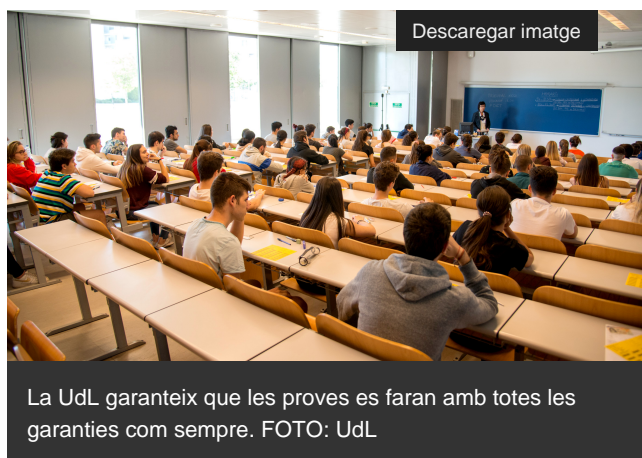 Descaregar imatge
La UdL garanteix que les proves es faran amb totes les
garanties com sempre. FOTO: UdL